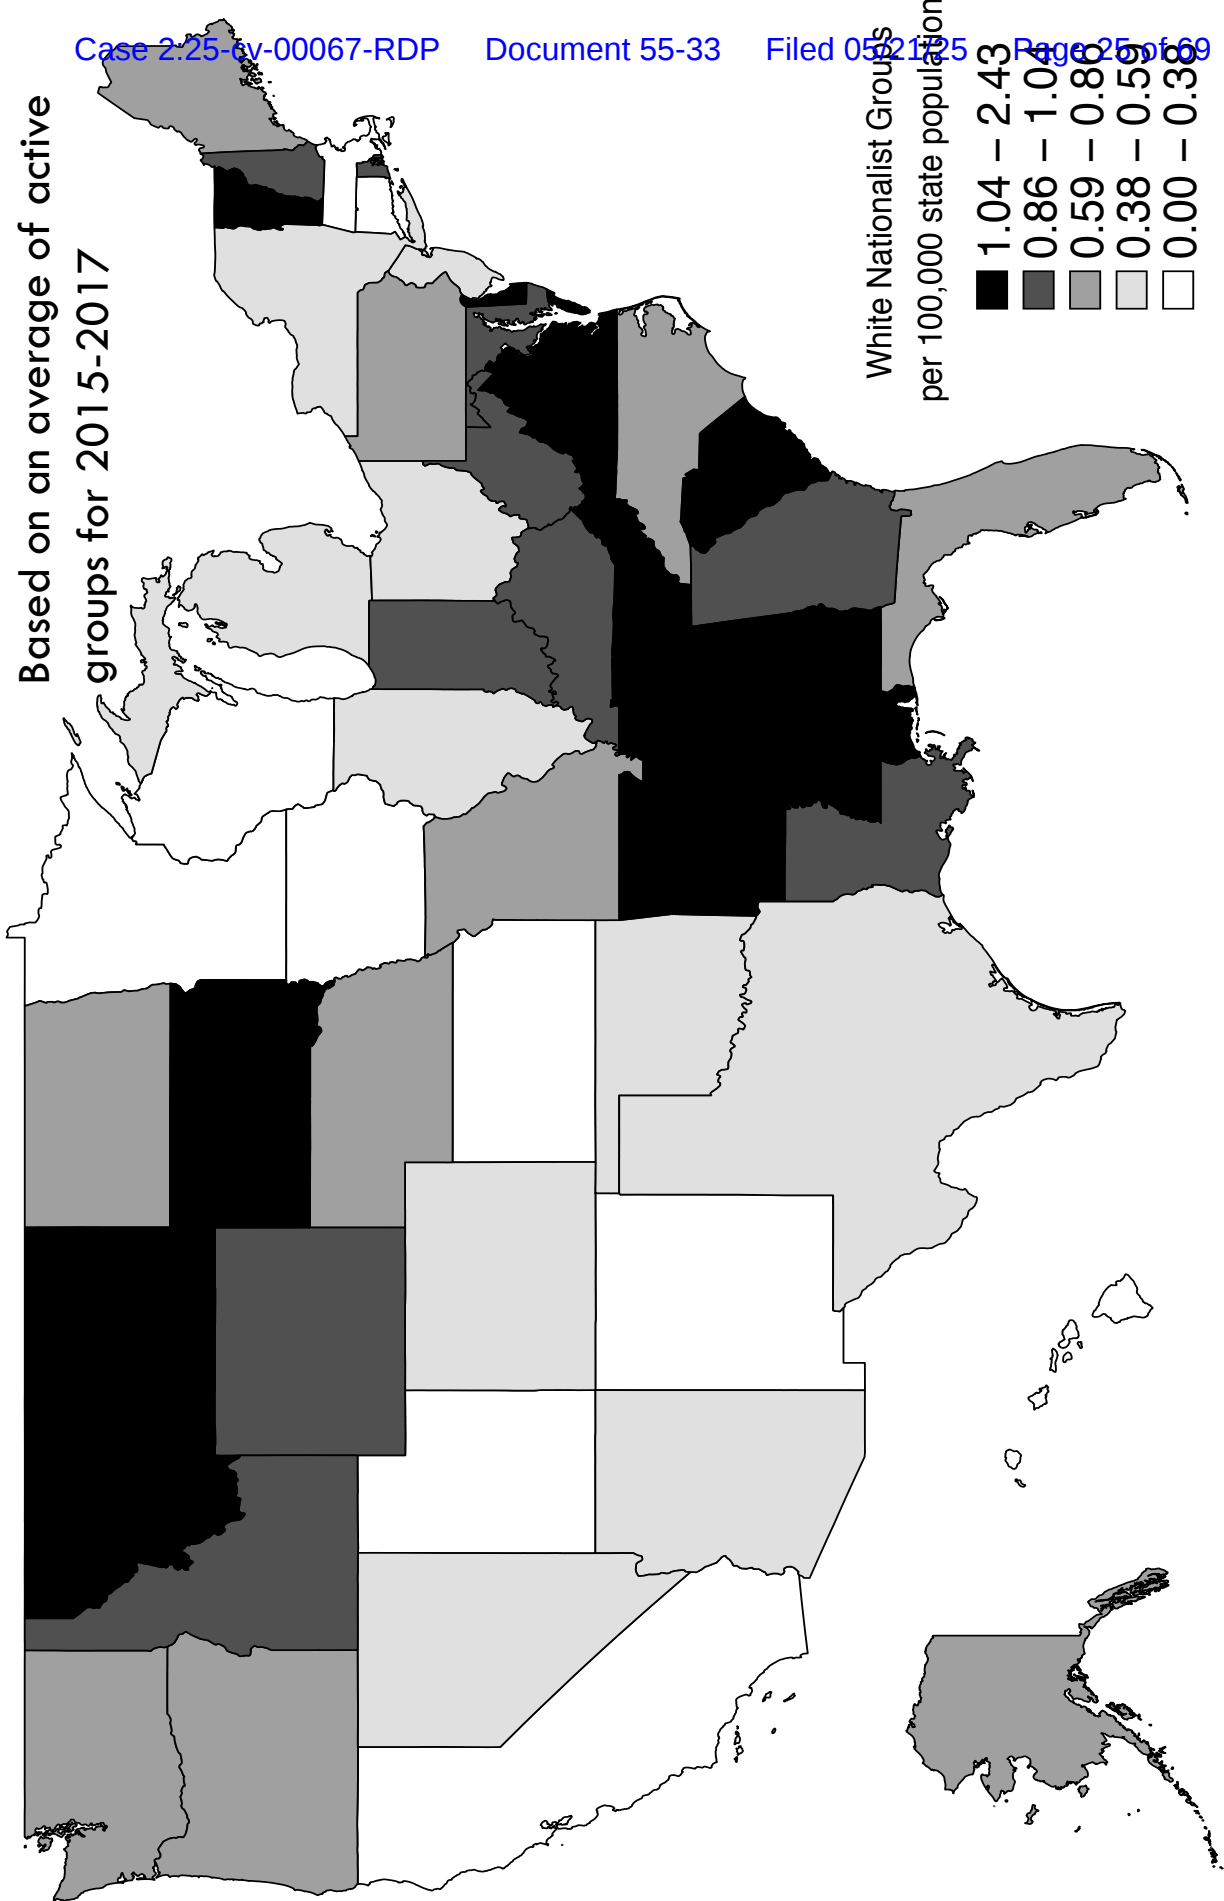 Case 2:25-cv-00067-RDP Document 55-33 Filed 05/21/25 Page 25 of 69
Based on an average of active
groups for 2015-2017
White Nationalist Groups
per 100,000 state population
1.04 – 2.43
0.86 – 1.04
0.59 – 0.86
0.38 – 0.59
0.00 – 0.38